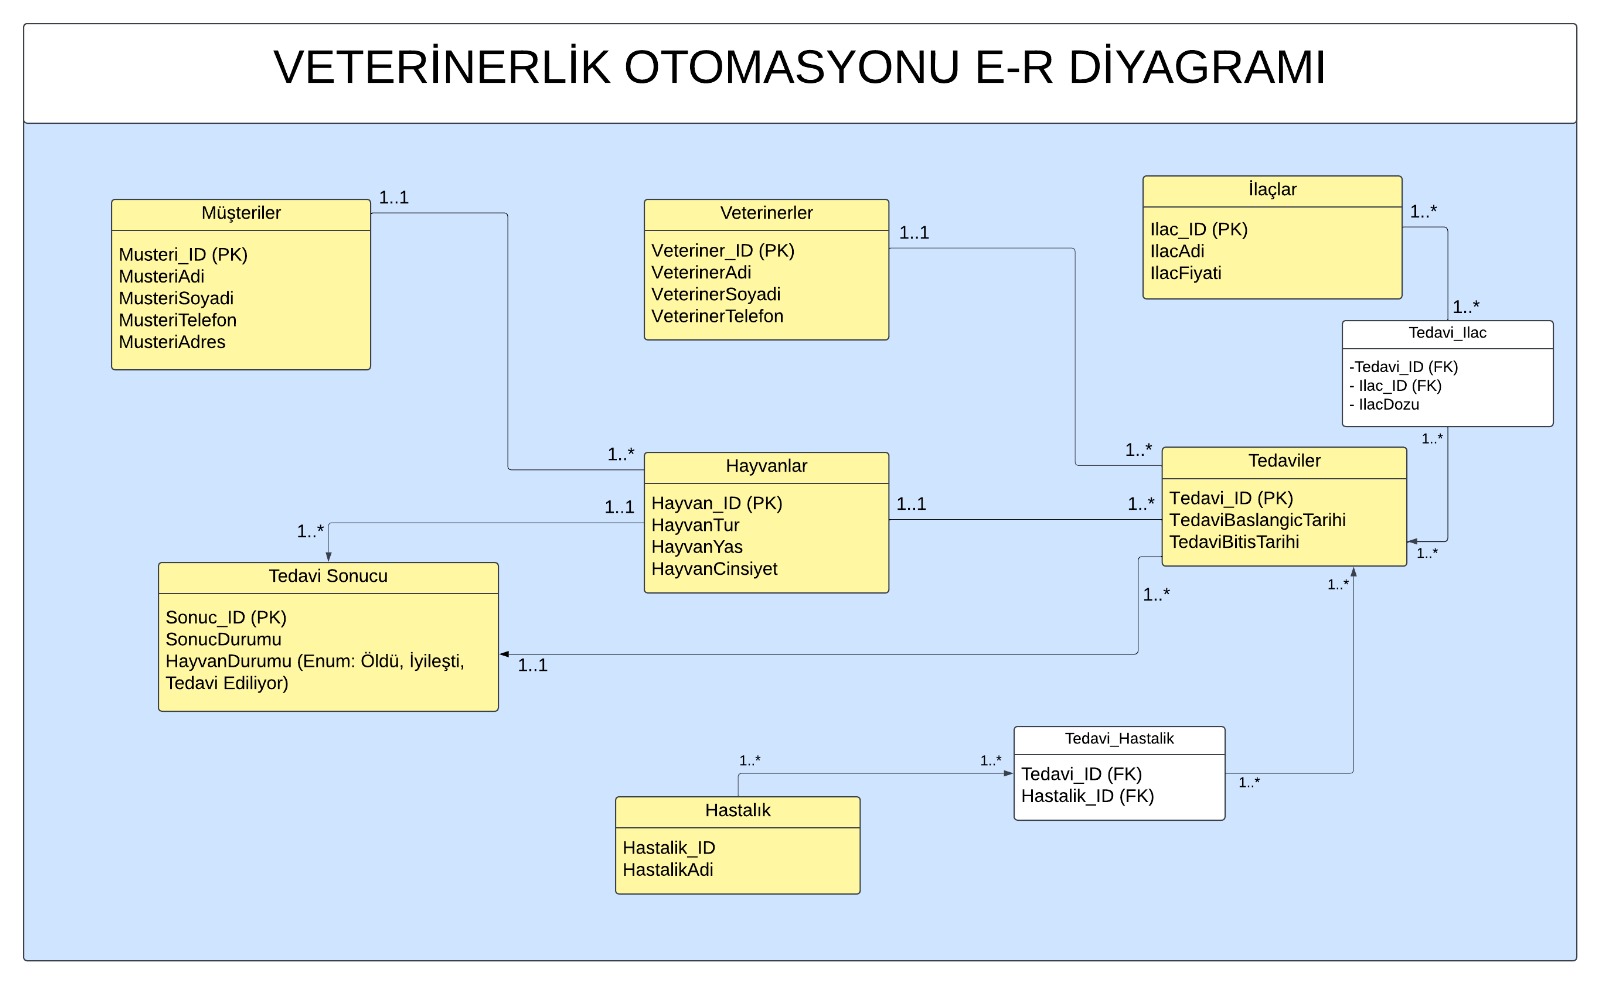 VETERİNERLİK OTOMASYONU E-R DİYAGRAMI
Müşteriler
Musteri_ID (PK)
MusteriAdi
MusteriSoyadi
MusteriTelefon
MusteriAdres
1..1
1..*
Veterinerler
Veteriner_ID (PK)
VeterinerAdi
VeterinerSoyadi
VeterinerTelefon
1..1
1..*
İlaçlar
Ilac_ID (PK)
IlacAdi
IlacFiyati
1..*
1..*
Tedavi_Ilac
-Tedavi_ID (FK)
- Ilac_ID (FK)
- IlacDozu
1..*
1..*
Hayvanlar
Hayvan_ID (PK)
HayvanTur
HayvanYas
HayvanCinsiyet
1..1
1..*
1..1
1..*
Tedaviler
Tedavi_ID (PK)
TedaviBaslangicTarihi
TedaviBitisTarihi
1..*
1..1
1..*
Tedavi Sonucu
Sonuc_ID (PK)
SonucDurumu
HayvanDurumu (Enum: Öldü, İyileşti,
Tedavi Ediliyor)
Tedavi_Hastalik
Tedavi_ID (FK)
Hastalik_ID (FK)
1..*
1..*
1..*
Hastalık
Hastalik_ID
HastalikAdi